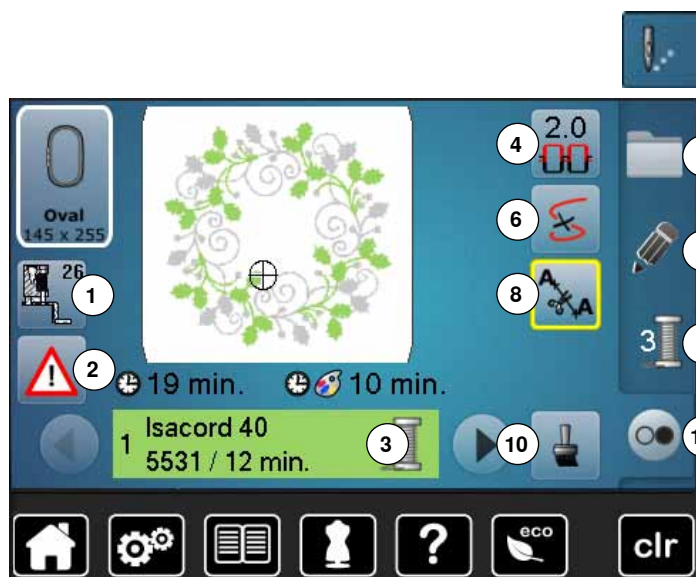 2.0
4
Oval
145 x 255
6
26
1
A A
8
2
3
19 min.
10 min.
1 Isacord 40
5531 / 12 min.
3
10
eco
?
clr